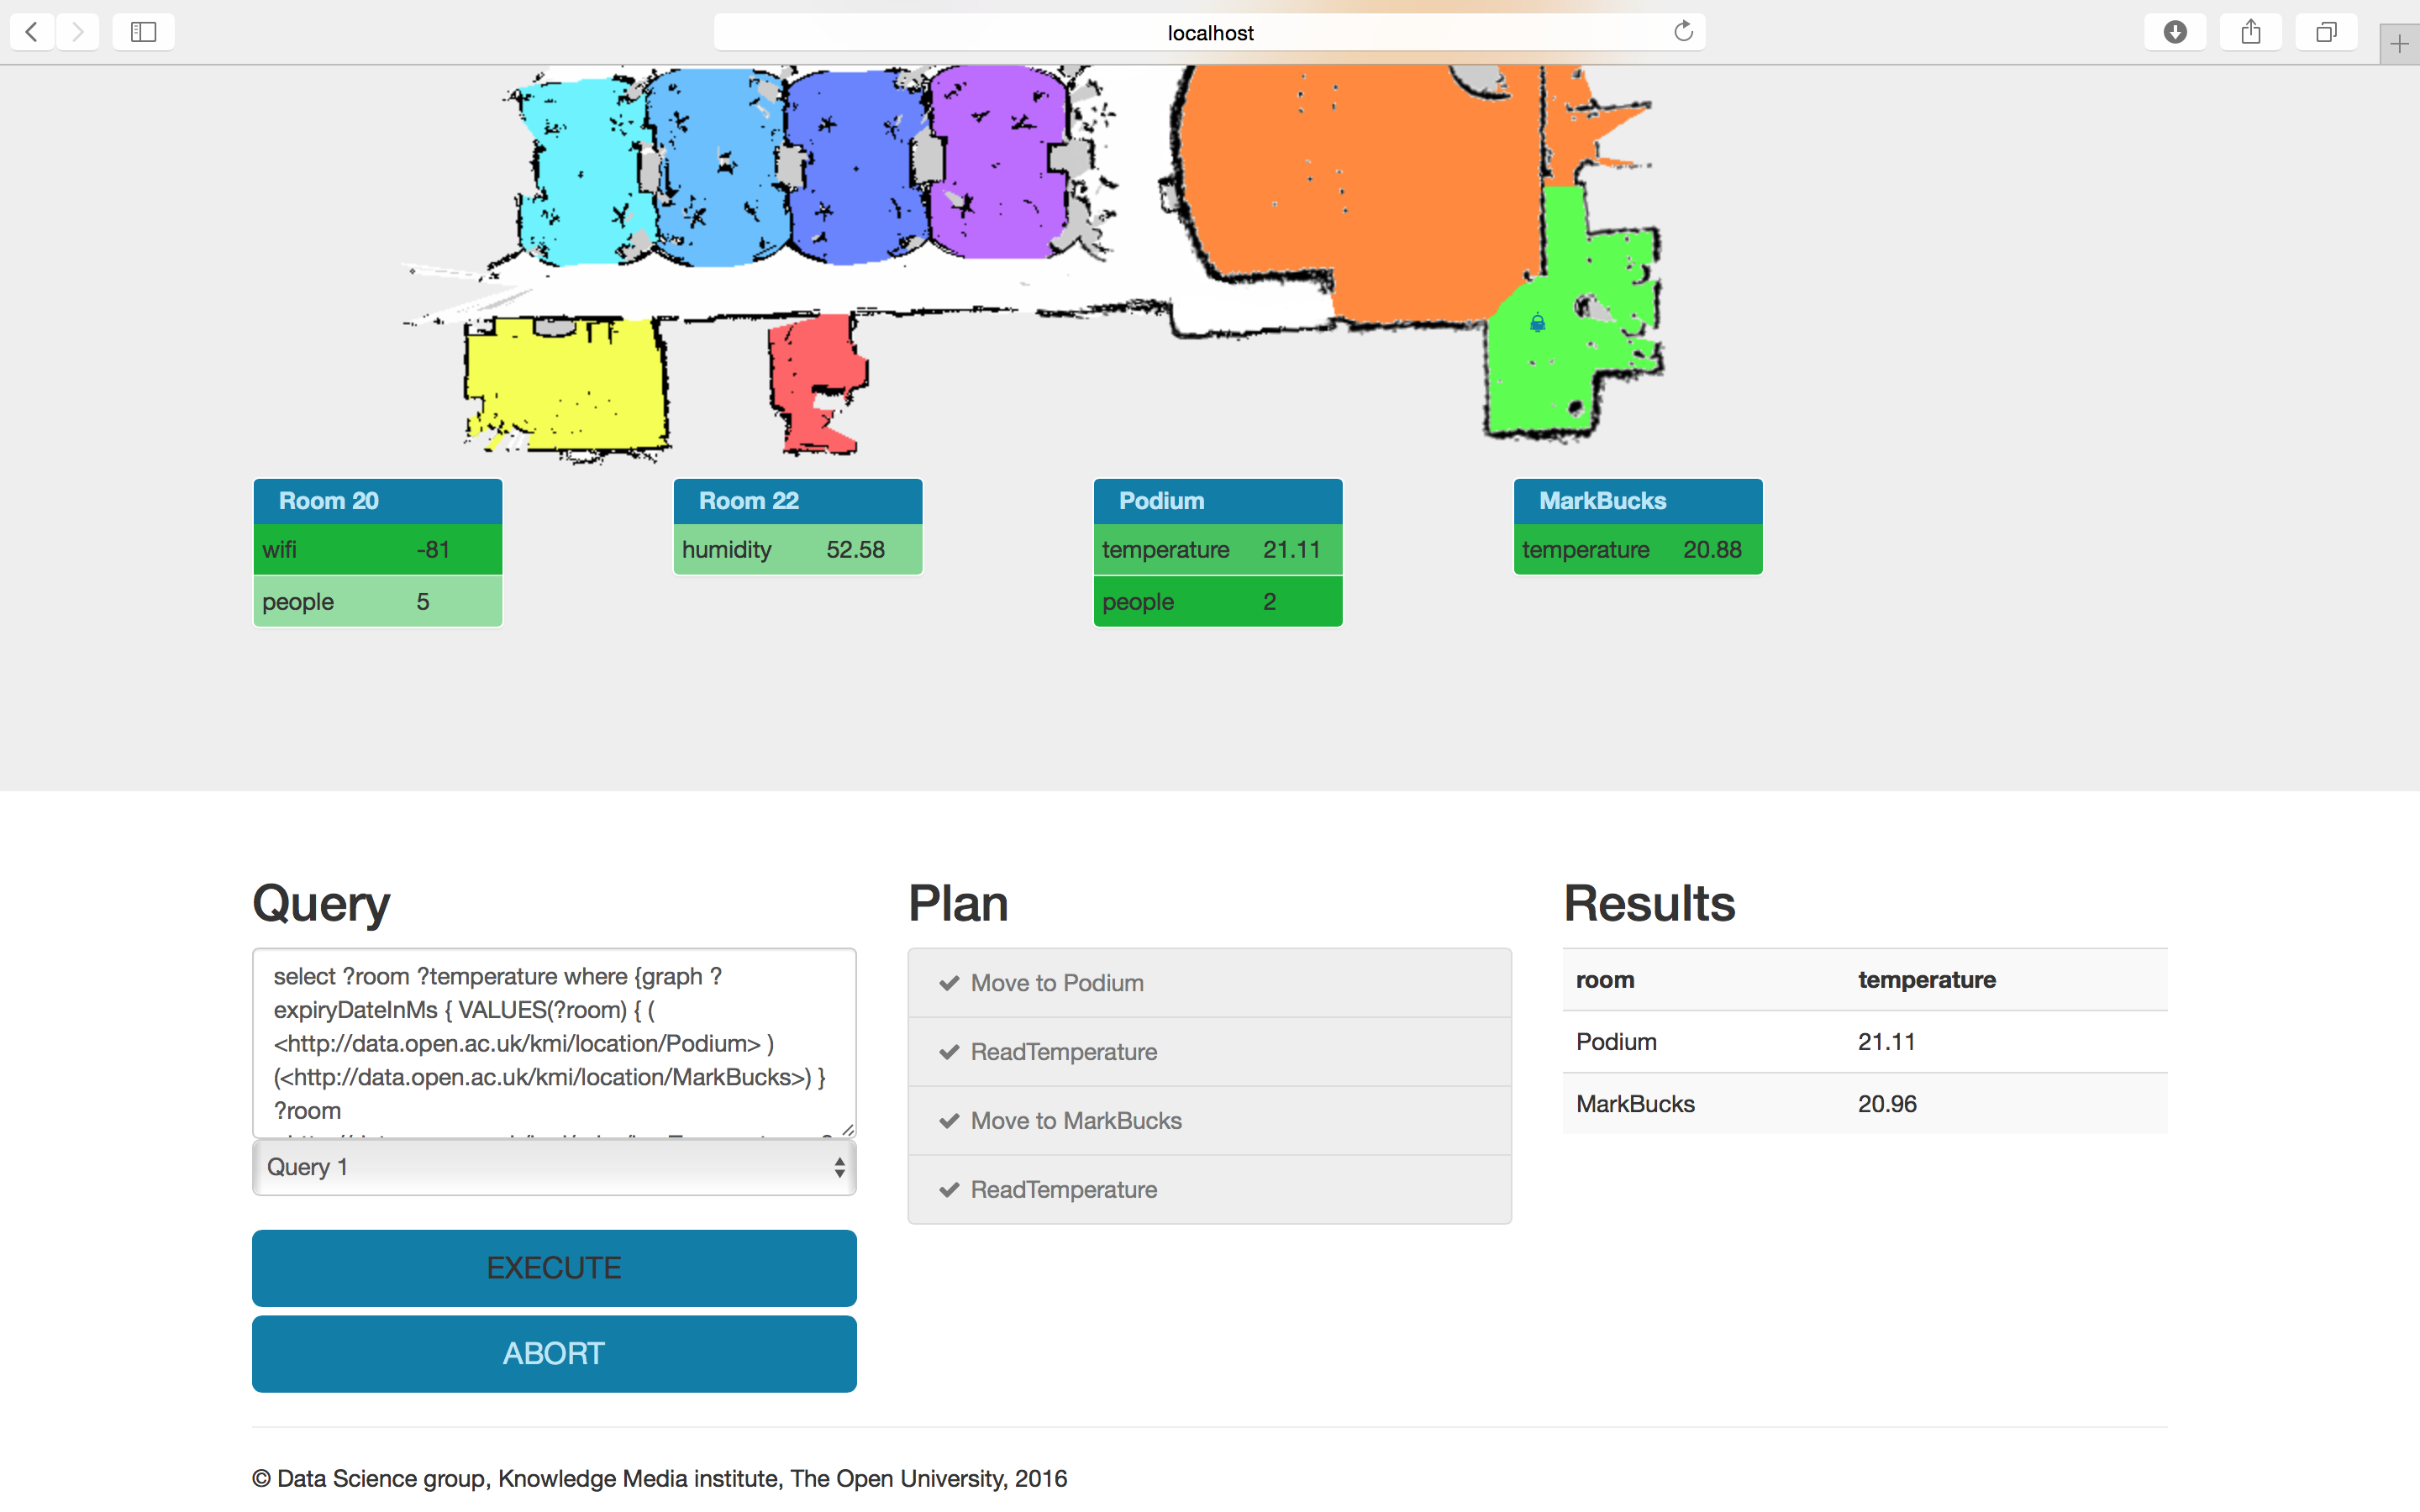 localhost
Room 20
wifi -81
people 5
Room 22
humidity 52.58
Podium
temperature 21.11
people 2
MarkBucks
temperature 20.88
Query
select ?room ?temperature where {graph ?
expiryDateInMs { VALUES(?room) { (
<http://data.open.ac.uk/kmi/location/Podium> )
(<http://data.open.ac.uk/kmi/location/MarkBucks>) }
?room
Query 1
EXECUTE
ABORT
Plan
Move to Podium
ReadTemperature
Move to MarkBucks
ReadTemperature
Results
room temperature
Podium 21.11
MarkBucks 20.96
© Data Science group, Knowledge Media institute, The Open University, 2016